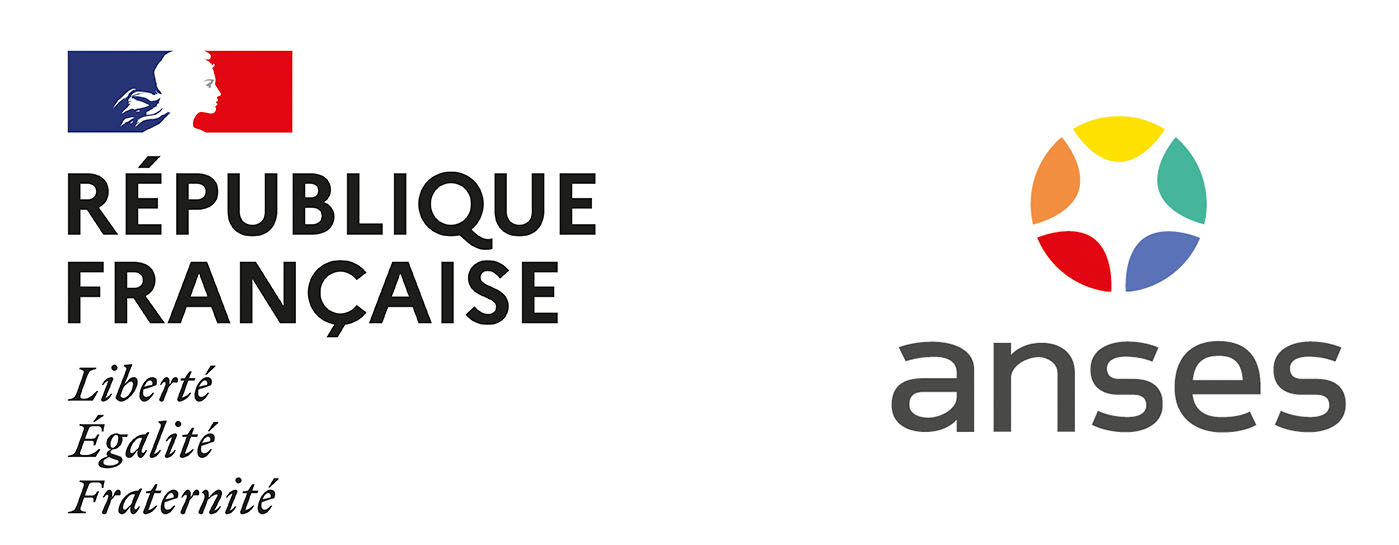 RÉPUBLIQUE
FRANÇAISE
Liberté
Égalité
Fraternité
anses